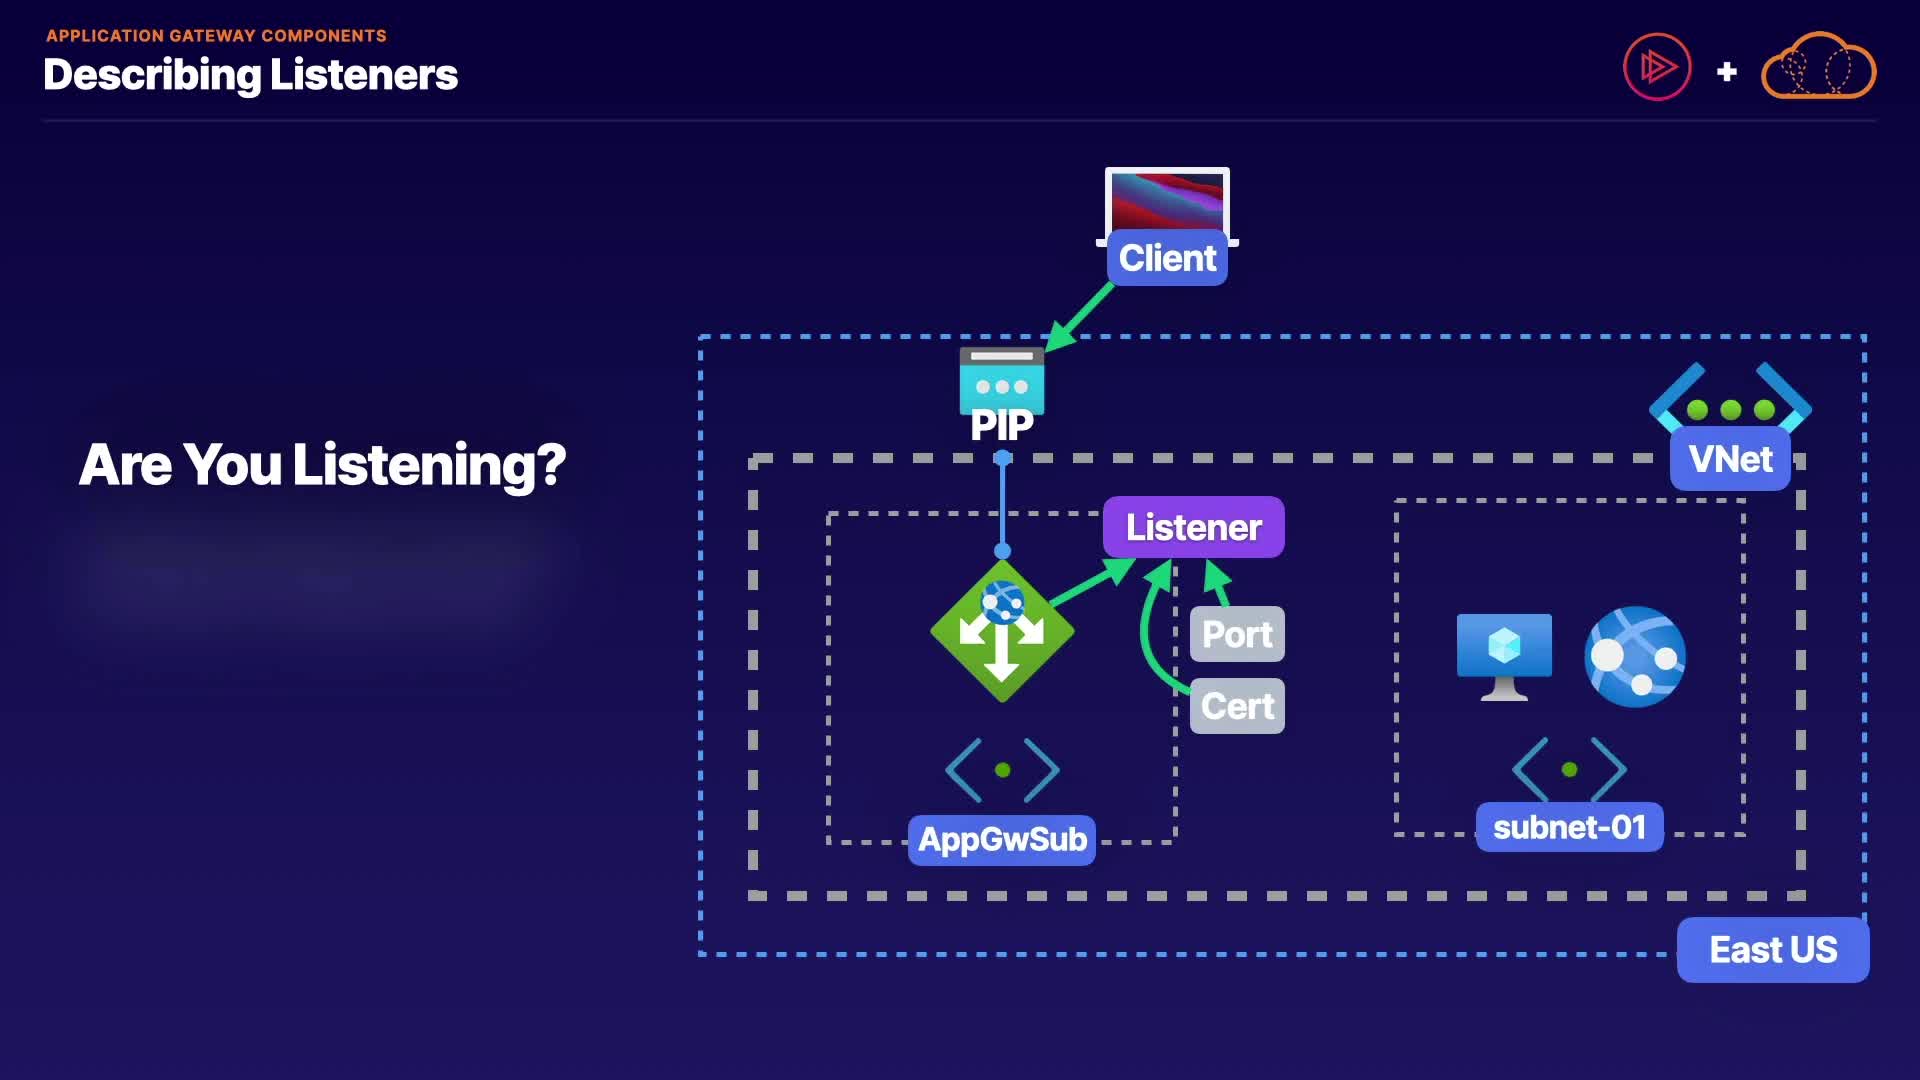 APPLICATION GATEWAY COMPONENTS
Describing Listeners
+
Client
PIP
VNet
Are You Listening?
Listener
Port
Cert
AppGwSub
subnet-01
East US